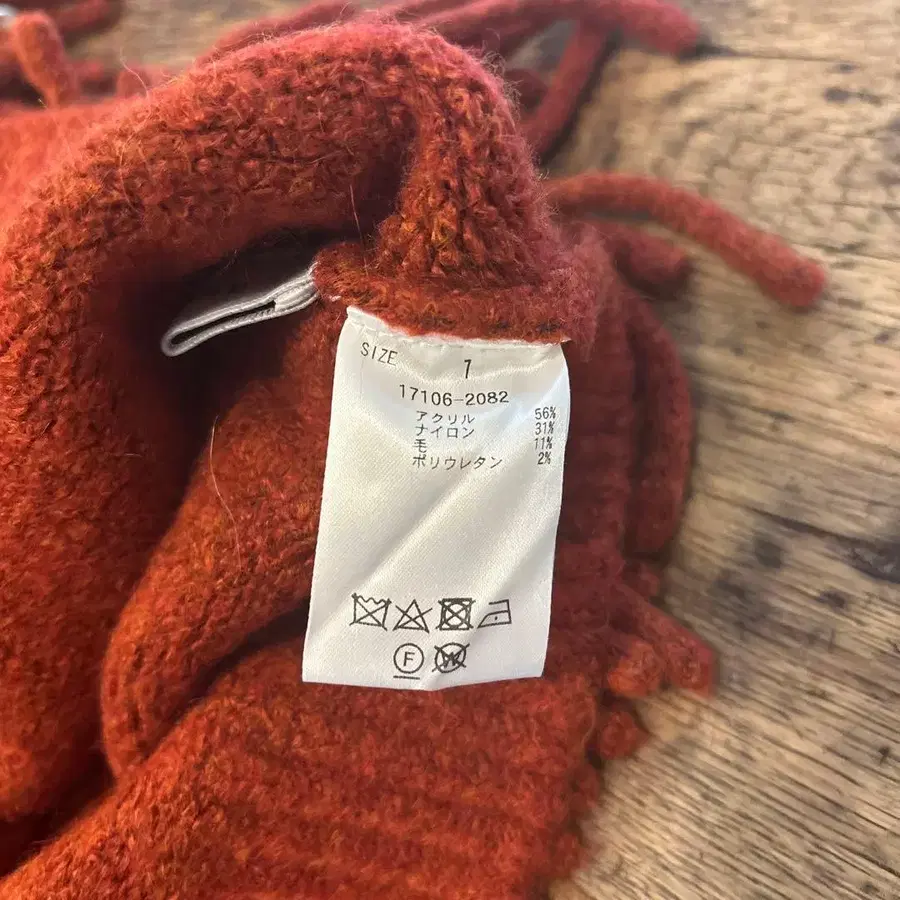 SIZE 1
17106-2082
アクリル 56%
ナイロン 31%
毛 11%
ポリウレタン 2%
F W